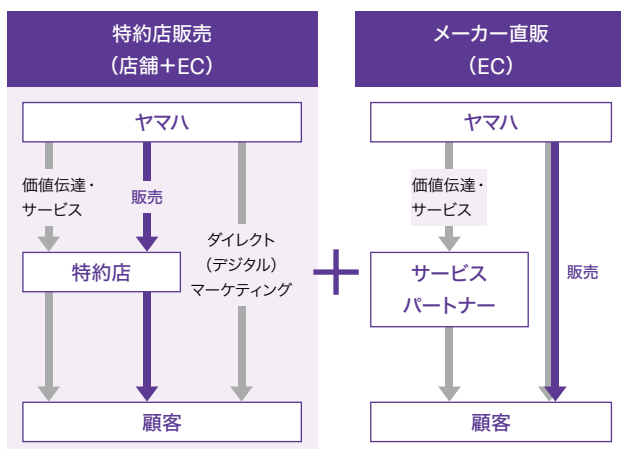 特約店販売
（店舗＋EC）
ヤマハ
価値伝達・
サービス
販売
ダイレクト
（デジタル）
マーケティング
特約店
顧客
＋
メーカー直販
（EC）
ヤマハ
価値伝達・
サービス
サービス
パートナー
販売
顧客